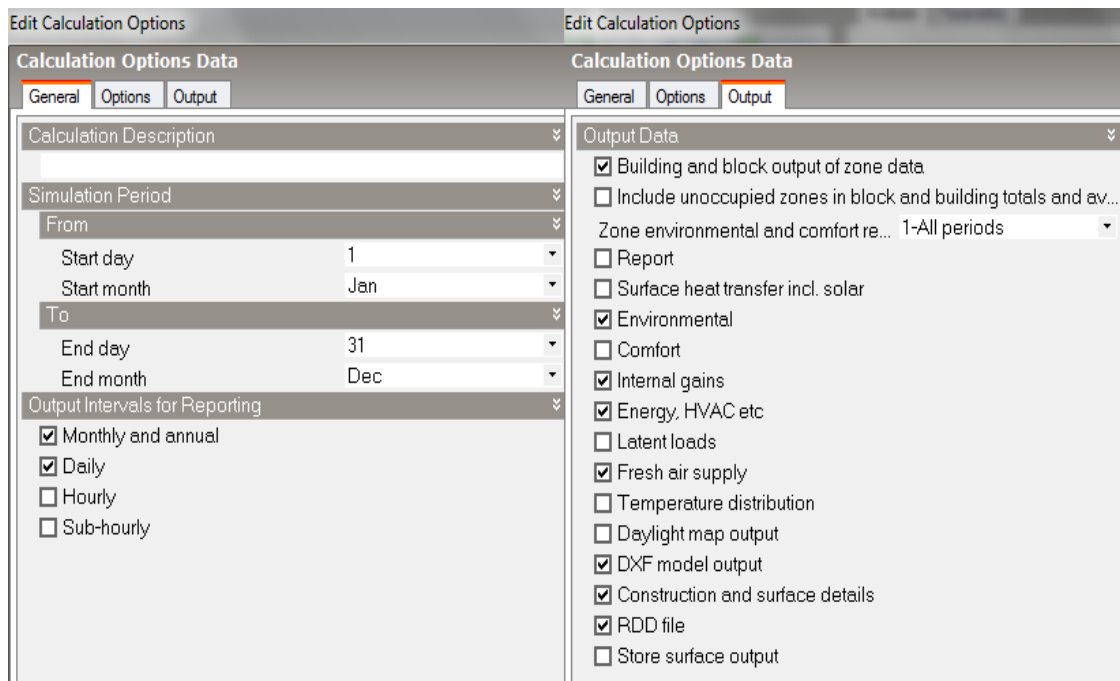 Edit Calculation Options
Calculation Options Data
General Options Output
Calculation Description
Simulation Period
From
Start day 1
Start month Jan
To
End day 31
End month Dec
Output Intervals for Reporting
Monthly and annual
Daily
Hourly
Sub-hourly
Edit Calculation Options
Calculation Options Data
General Options Output
Output Data
Building and block output of zone data
Include unoccupied zones in block and building totals and av...
Zone environmental and comfort re... 1-All periods
Report
Surface heat transfer incl. solar
Environmental
Comfort
Internal gains
Energy, HVAC etc
Latent loads
Fresh air supply
Temperature distribution
Daylight map output
DXF model output
Construction and surface details
RDD file
Store surface output